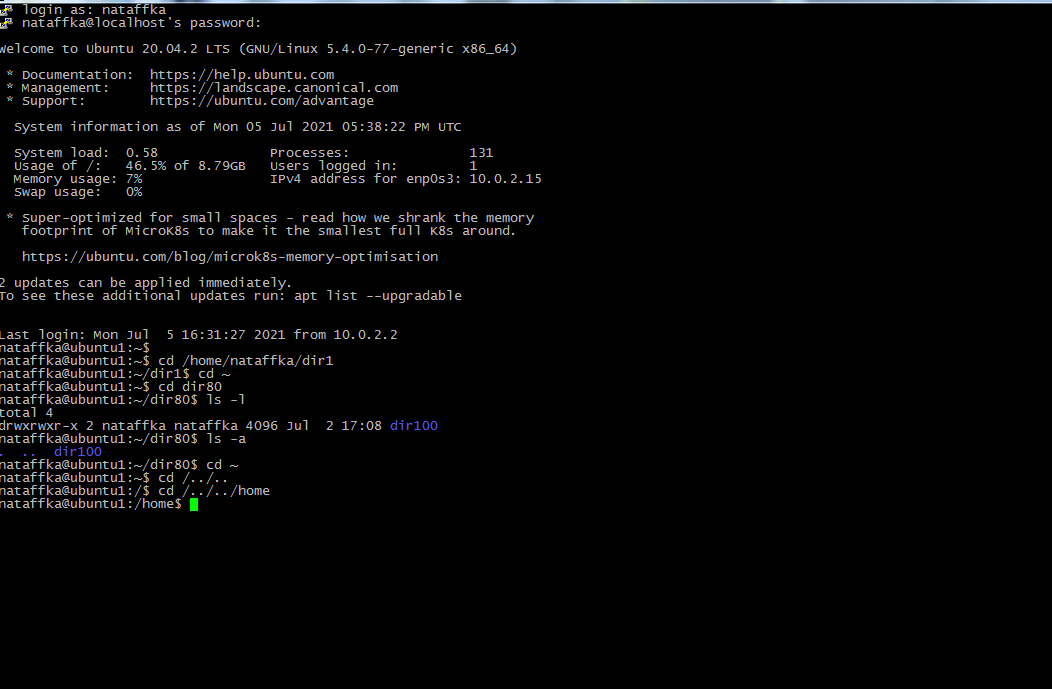 login as: nataffka
nataffka@localhost's password:
Welcome to Ubuntu 20.04.2 LTS (GNU/Linux 5.4.0-77-generic x86_64)
* Documentation:  https://help.ubuntu.com
* Management:     https://landscape.canonical.com
* Support:        https://ubuntu.com/advantage
System information as of Mon 05 Jul 2021 05:38:22 PM UTC
System load:  0.58               Processes:               131
Usage of /:   46.5% of 8.79GB   Users logged in:         1
Memory usage: 7%                IPv4 address for enp0s3: 10.0.2.15
Swap usage:   0%
* Super-optimized for small spaces - read how we shrank the memory
footprint of MicroK8s to make it the smallest full K8s around.
https://ubuntu.com/blog/microk8s-memory-optimisation
2 updates can be applied immediately.
To see these additional updates run: apt list --upgradable
Last login: Mon Jul  5 16:31:27 2021 from 10.0.2.2
nataffka@ubuntu1:~$
nataffka@ubuntu1:~$ cd /home/nataffka/dir1
nataffka@ubuntu1:~/dir1$ cd ~
nataffka@ubuntu1:~$ cd dir80
nataffka@ubuntu1:~/dir80$ ls -l
total 4
drwxrwxr-x 2 nataffka nataffka 4096 Jul  2 17:08 dir100
nataffka@ubuntu1:~/dir80$ ls -a
.  ..  dir100
nataffka@ubuntu1:~/dir80$ cd ~
nataffka@ubuntu1:~$ cd /../..
nataffka@ubuntu1:/$ cd /../../home
nataffka@ubuntu1:/home$